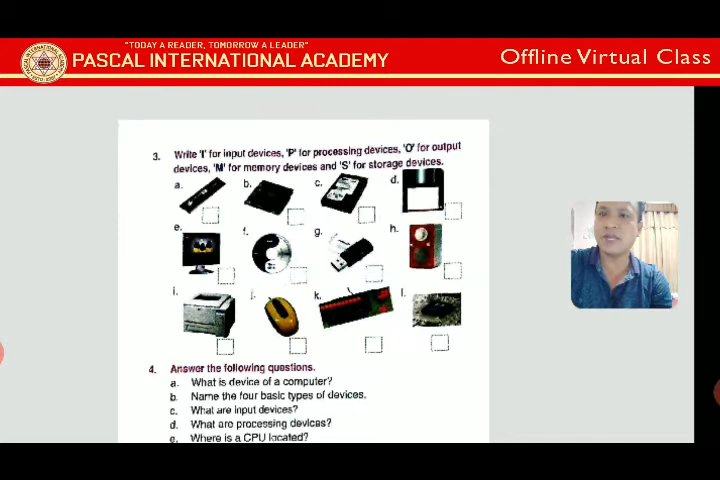 "TODAY A READER, TOMORROW A LEADER"
PASCAL INTERNATIONAL ACADEMY
Offline Virtual Class
3. Write 'I' for input devices, 'P' for processing devices, 'O' for output
devices, 'M' for memory devices and 'S' for storage devices.
a. b. c. d.
e. f. g. h.
i. j. k. l.
4. Answer the following questions.
a. What is device of a computer?
b. Name the four basic types of devices.
c. What are input devices?
d. What are processing devices?
e. Where is a CPU located?